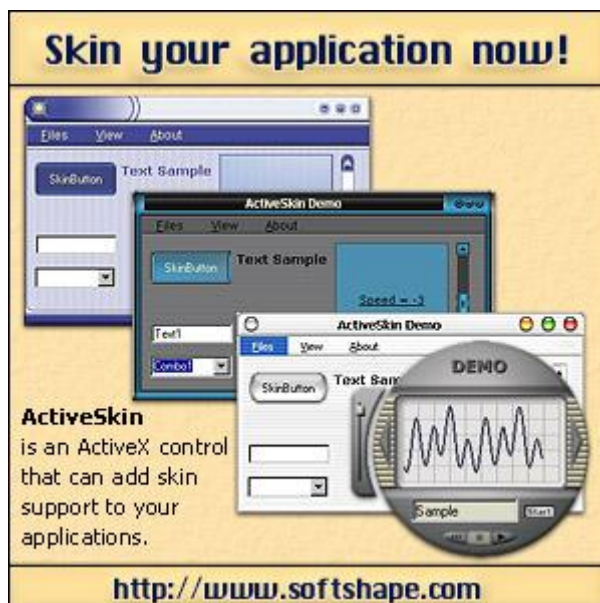 Skin your application now!
Files View About
SkinButton
Text Sample
ActiveSkin Demo
Files View About
SkinButton
Text Sample
Speed = -3
Text1
Combo1
ActiveSkin Demo
Files View About
SkinButton
Text Sam
DEMO
Sample
Start
ActiveSkin
is an ActiveX control
that can add skin
support to your
applications.
http://www.softshape.com